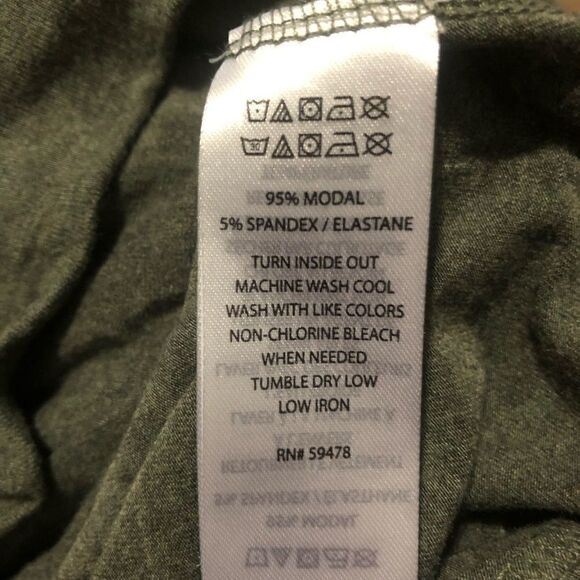 30
95% MODAL
5% SPANDEX / ELASTANE
TURN INSIDE OUT
MACHINE WASH COOL
WASH WITH LIKE COLORS
NON-CHLORINE BLEACH
WHEN NEEDED
TUMBLE DRY LOW
LOW IRON
RN# 59478